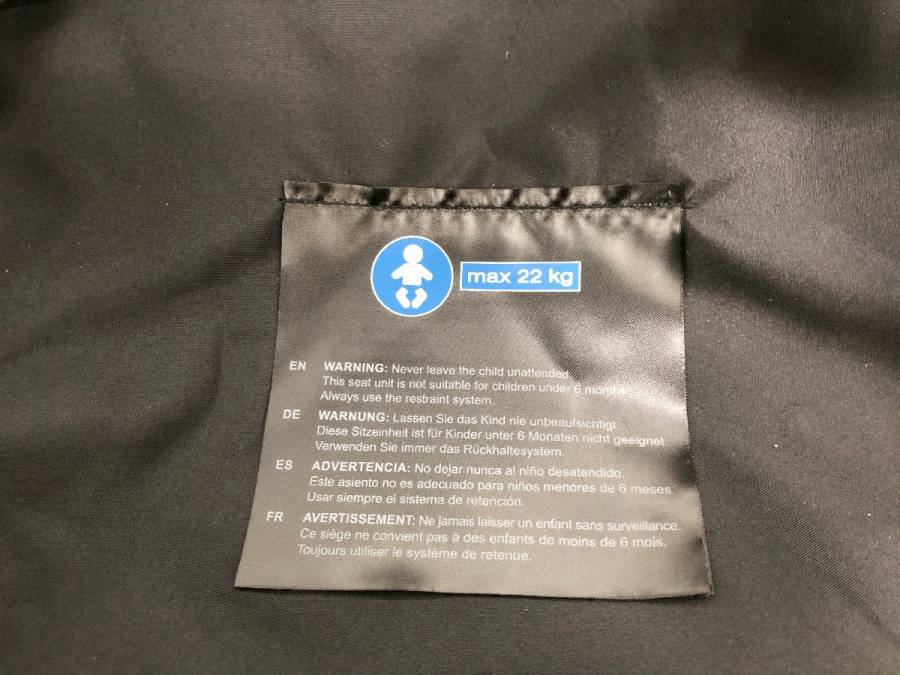 max 22 kg
EN WARNING: Never leave the child unattended.
This seat unit is not suitable for children under 6 months.
Always use the restraint system.
DE WARNUNG: Lassen Sie das Kind nie unbeaufsichtigt.
Diese Sitzeinheit ist für Kinder unter 6 Monaten nicht geeignet.
Verwenden Sie immer das Rückhaltesystem.
ES ADVERTENCIA: No dejar nunca al niño desatendido.
Este asiento no es adecuado para niños menores de 6 meses.
Usar siempre el sistema de retención.
FR AVERTISSEMENT: Ne jamais laisser un enfant sans surveillance.
Ce siège ne convient pas à des enfants de moins de 6 mois.
Toujours utiliser le système de retenue.